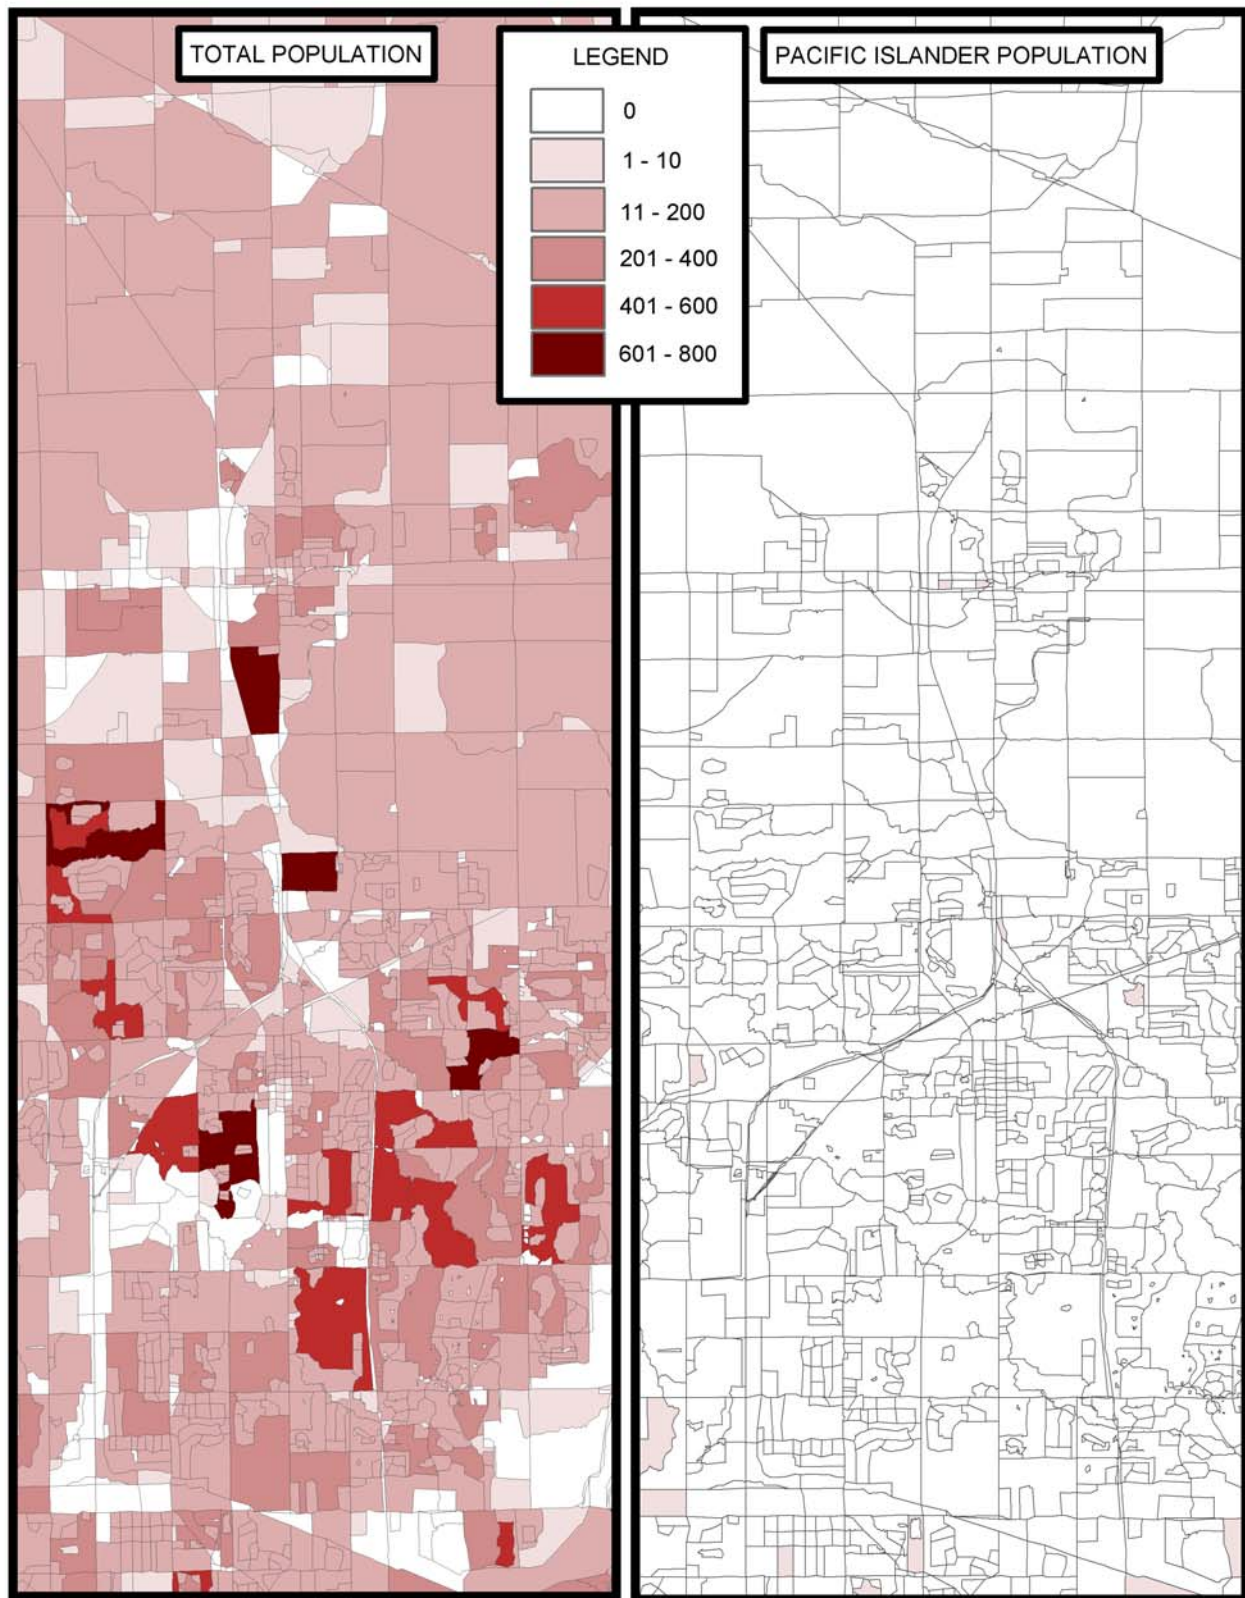 TOTAL POPULATION
LEGEND
0
1 - 10
11 - 200
201 - 400
401 - 600
601 - 800
PACIFIC ISLANDER POPULATION